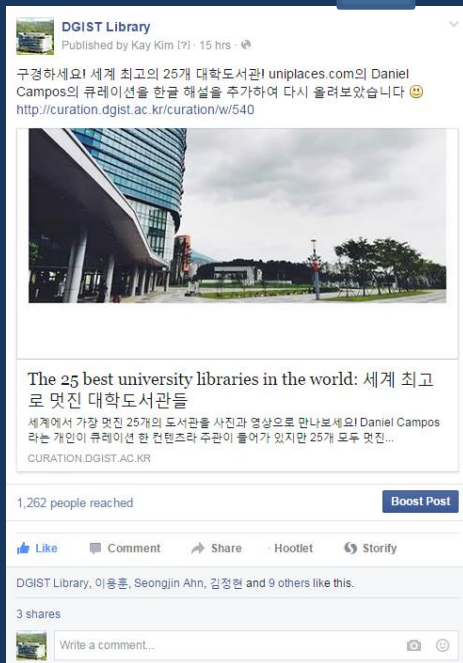 DGIST Library
Published by Kay Kim [?] · 15 hrs ·
구경하세요! 세계 최고의 25개 대학도서관! uniplaces.com의 Daniel
Campos의 큐레이션을 한글 해설을 추가하여 다시 올려보았습니다 😃
http://curation.dgist.ac.kr/curation/w/540
The 25 best university libraries in the world: 세계 최고
로 멋진 대학도서관들
세계에서 가장 멋진 25개의 도서관을 사진과 영상으로 만나보세요! Daniel Campos
라는 개인이 큐레이션 한 컨텐츠라 주관이 들어가 있지만 25개 모두 멋진...
CURATION.DGIST.AC.KR
1,262 people reached
Boost Post
Like Comment Share · Hootlet Storify
DGIST Library, 이용훈, Seongjin Ahn, 김정현 and 9 others like this.
3 shares
Write a comment...